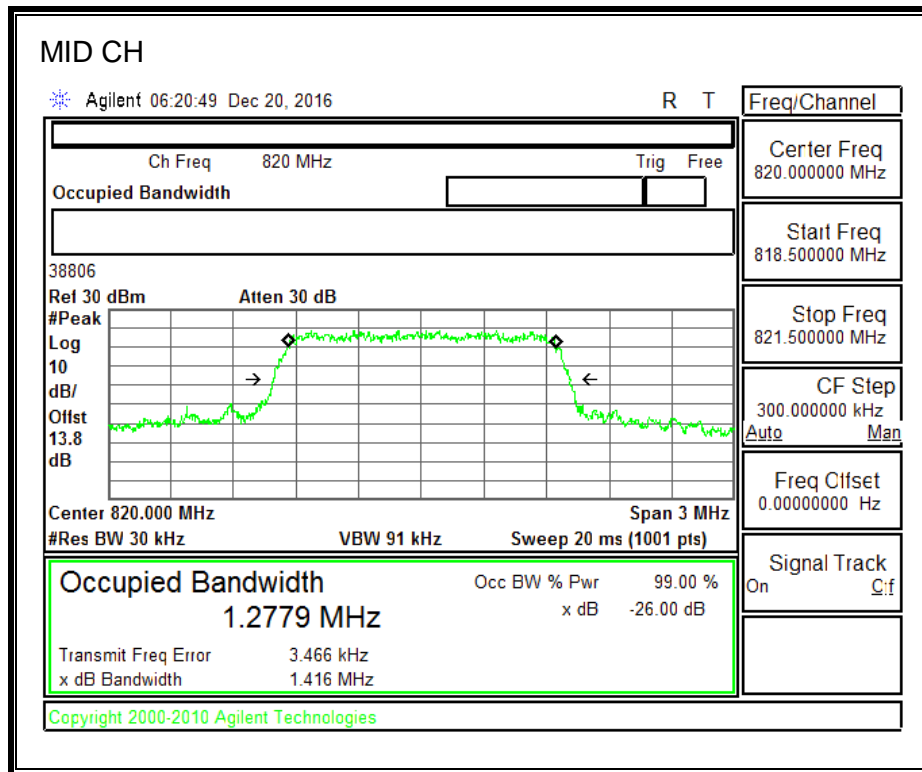 MID CH
Agilent 06:20:49 Dec 20, 2016 R T
Freq/Channel
Ch Freq 820 MHz Trig Free
Occupied Bandwidth
Center Freq
820.000000 MHz
Start Freq
818.500000 MHz
Stop Freq
821.500000 MHz
CF Step
300.000000 kHz
Auto Man
Freq Offset
0.00000000 Hz
Signal Track
On Off
38806
Ref 30 dBm Atten 30 dB
#Peak
Log
10
dB/
Offst
13.8
dB
Center 820.000 MHz Span 3 MHz
#Res BW 30 kHz VBW 91 kHz Sweep 20 ms (1001 pts)
Occupied Bandwidth
1.2779 MHz
Occ BW % Pwr 99.00 %
x dB -26.00 dB
Transmit Freq Error 3.466 kHz
x dB Bandwidth 1.416 MHz
Copyright 2000-2010 Agilent Technologies